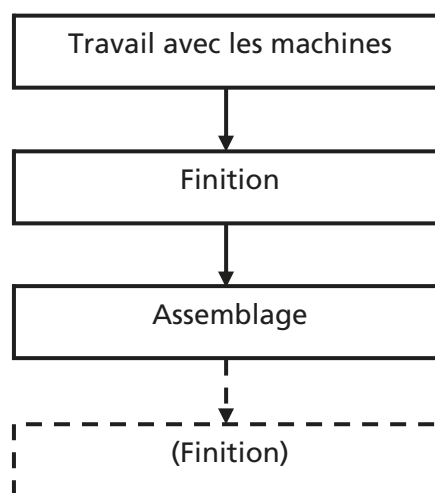 Travail avec les machines
Finition
Assemblage
(Finition)